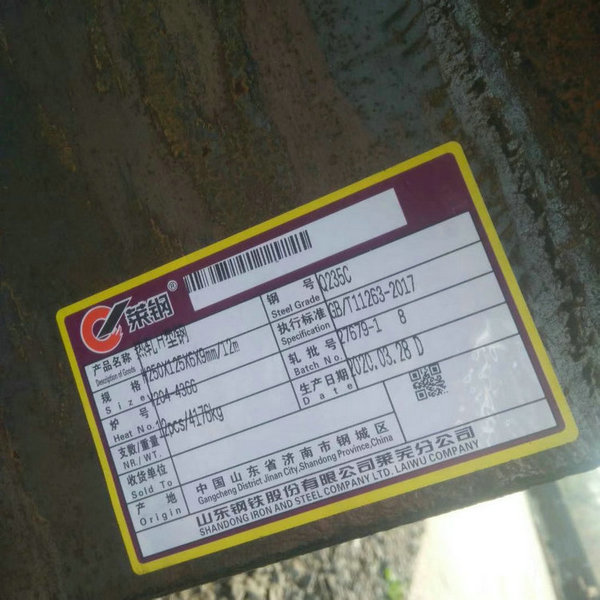 莱钢®
产品名称 热轧H型钢 钢 号 Q235C
Description of Goods Steel Grade
规 格 250X125X6X9mm/12m 执行标准 GB/T11263-2017
Size Specification
炉 号 轧批号 27679-1 8
Heat No. Batch No.
支数/重量 12pcs/4176kg 生产日期 2020.03.28 D
NR./WT. Date
收货单位
Sold To
产 地 中国山东省济南市钢城区
Origin Gangcheng District Jinan City,Shandong Province,China
山东钢铁股份有限公司莱芜分公司
SHANDONG IRON AND STEEL COMPANY LTD. LAIWU COMPANY